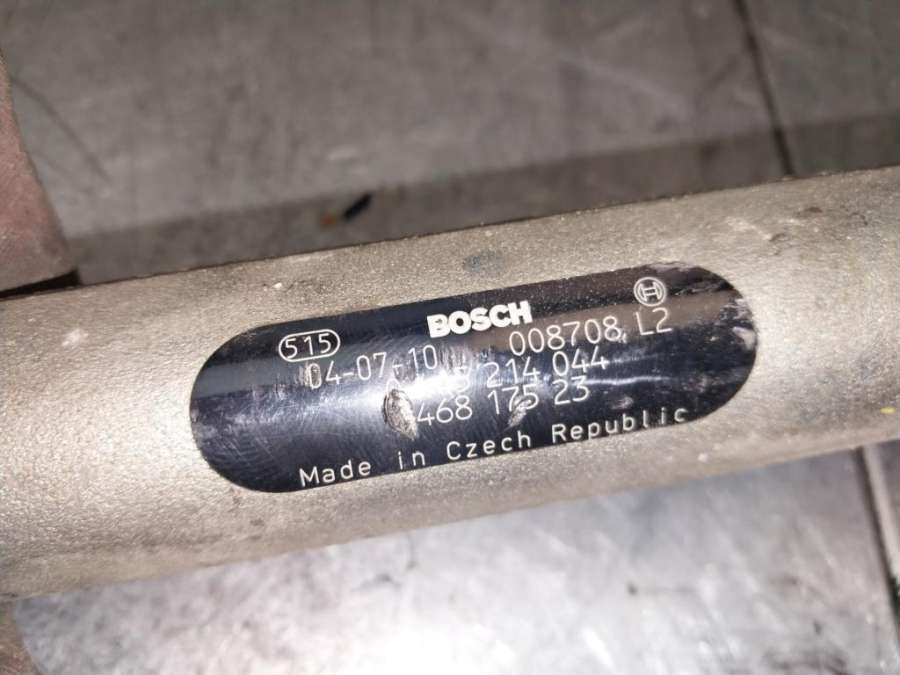 BOSCH
515
04-07-10 008708 L2
214 044
468 175 23
Made in Czech Republic